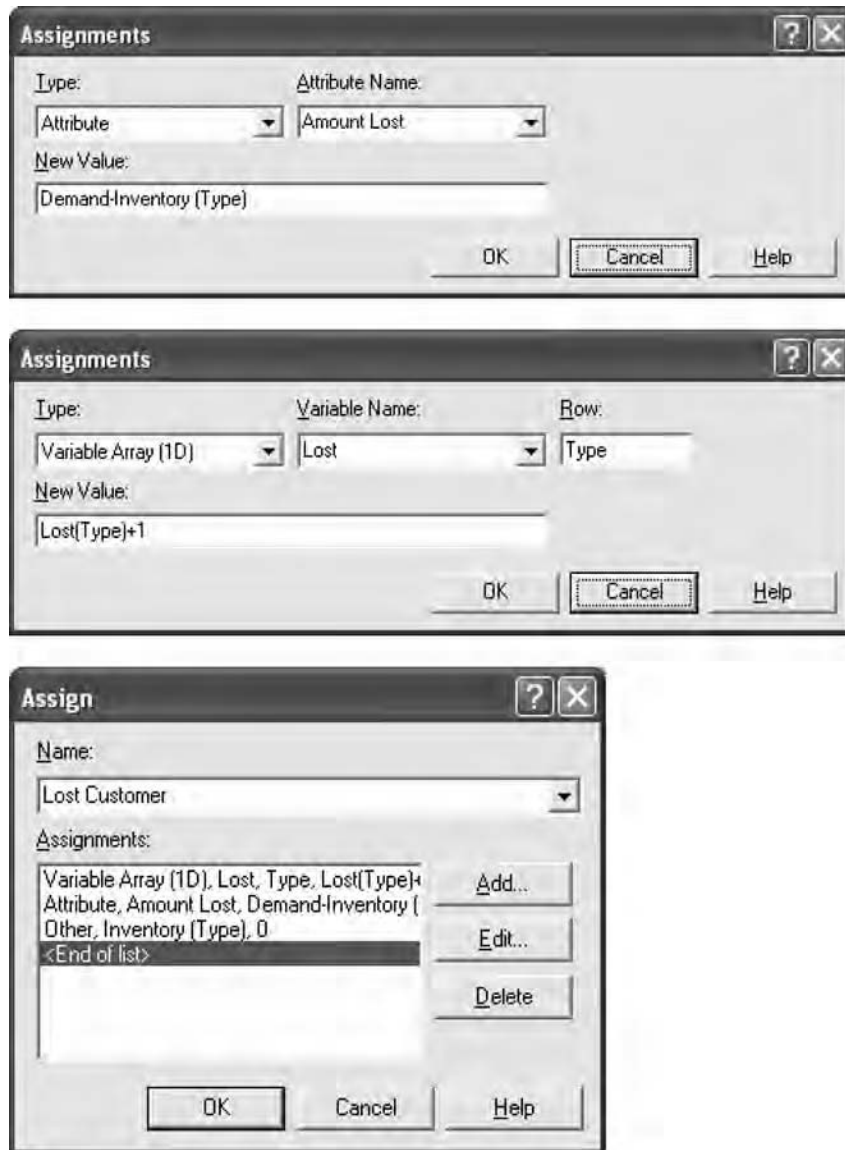 Assignments
Type: Attribute Name:
Attribute Amount Lost
New Value:
Demand-Inventory (Type)
OK Cancel Help
Assignments
Type: Variable Name: Row:
Variable Array (1D) Lost Type
New Value:
Lost(Type)+1
OK Cancel Help
Assign
Name:
Lost Customer
Assignments:
Variable Array (1D), Lost, Type, Lost(Type)+ Add...
Attribute, Amount Lost, Demand-Inventory (
Other, Inventory (Type), 0 Edit...
<End of list>
Delete
OK Cancel Help